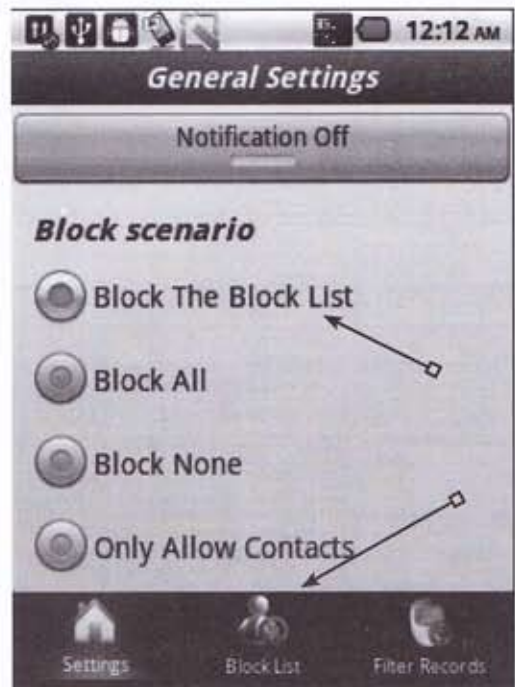 12:12 AM
General Settings
Notification Off
Block scenario
Block The Block List
Block All
Block None
Only Allow Contacts
Settings
Block List
Filter Records